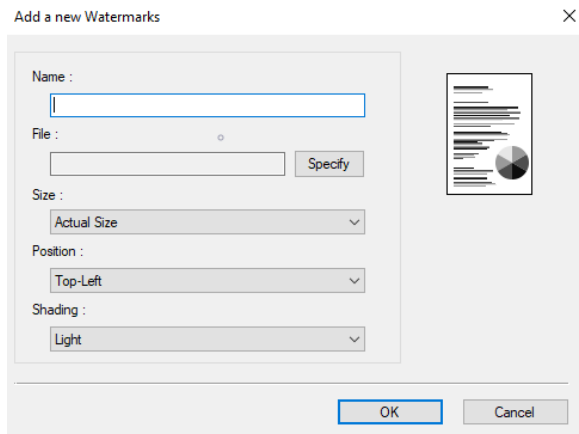 Add a new Watermarks
Name :
File :
Specify
Size :
Actual Size
Position :
Top-Left
Shading :
Light
OK Cancel